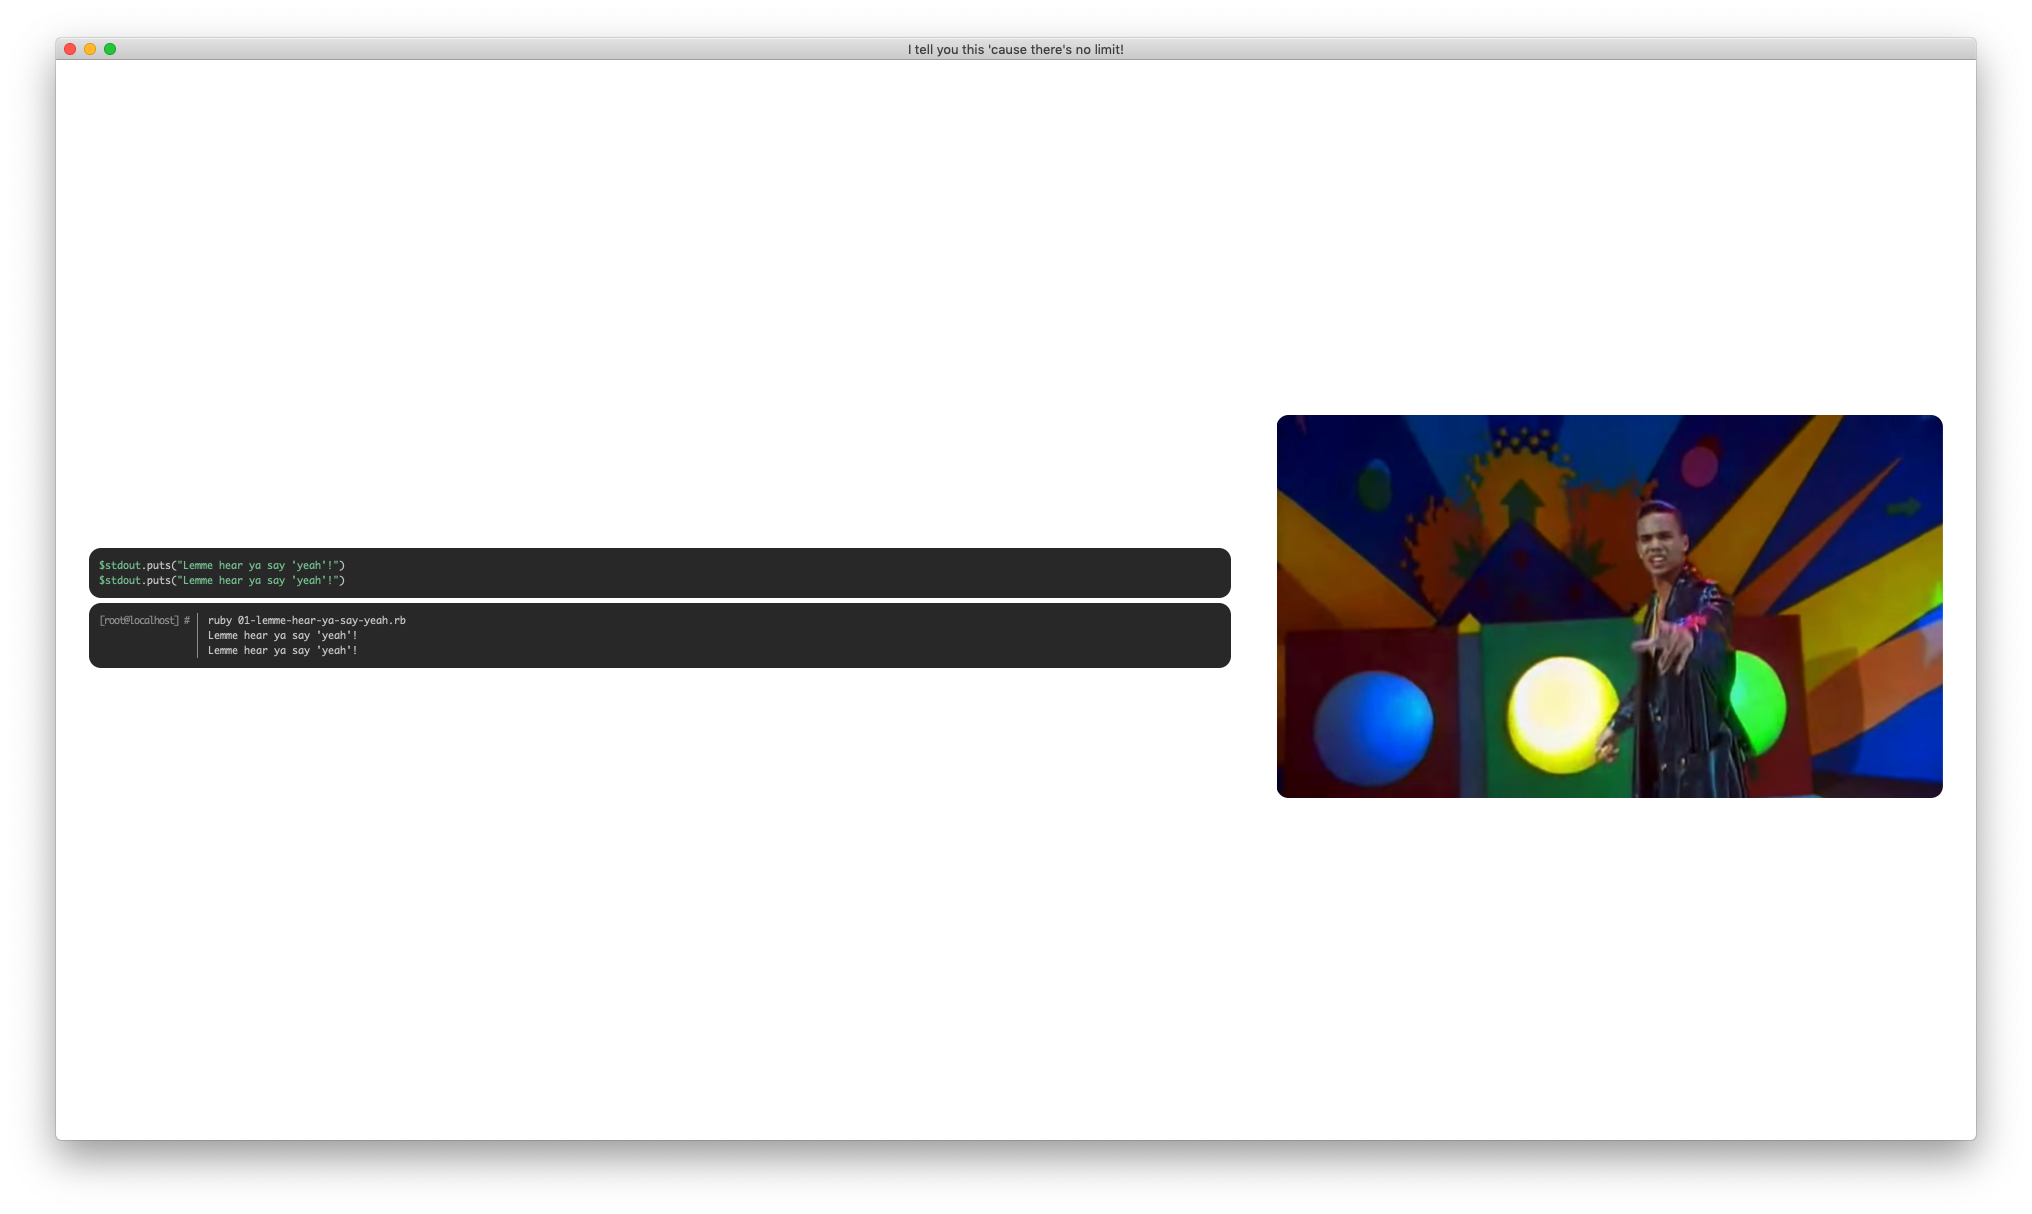 I tell you this 'cause there's no limit!
$stdout.puts("Lemme hear ya say 'yeah'!")
$stdout.puts("Lemme hear ya say 'yeah'!")
[root@localhost] # ruby 01-lemme-hear-ya-say-yeah.rb
Lemme hear ya say 'yeah'!
Lemme hear ya say 'yeah'!